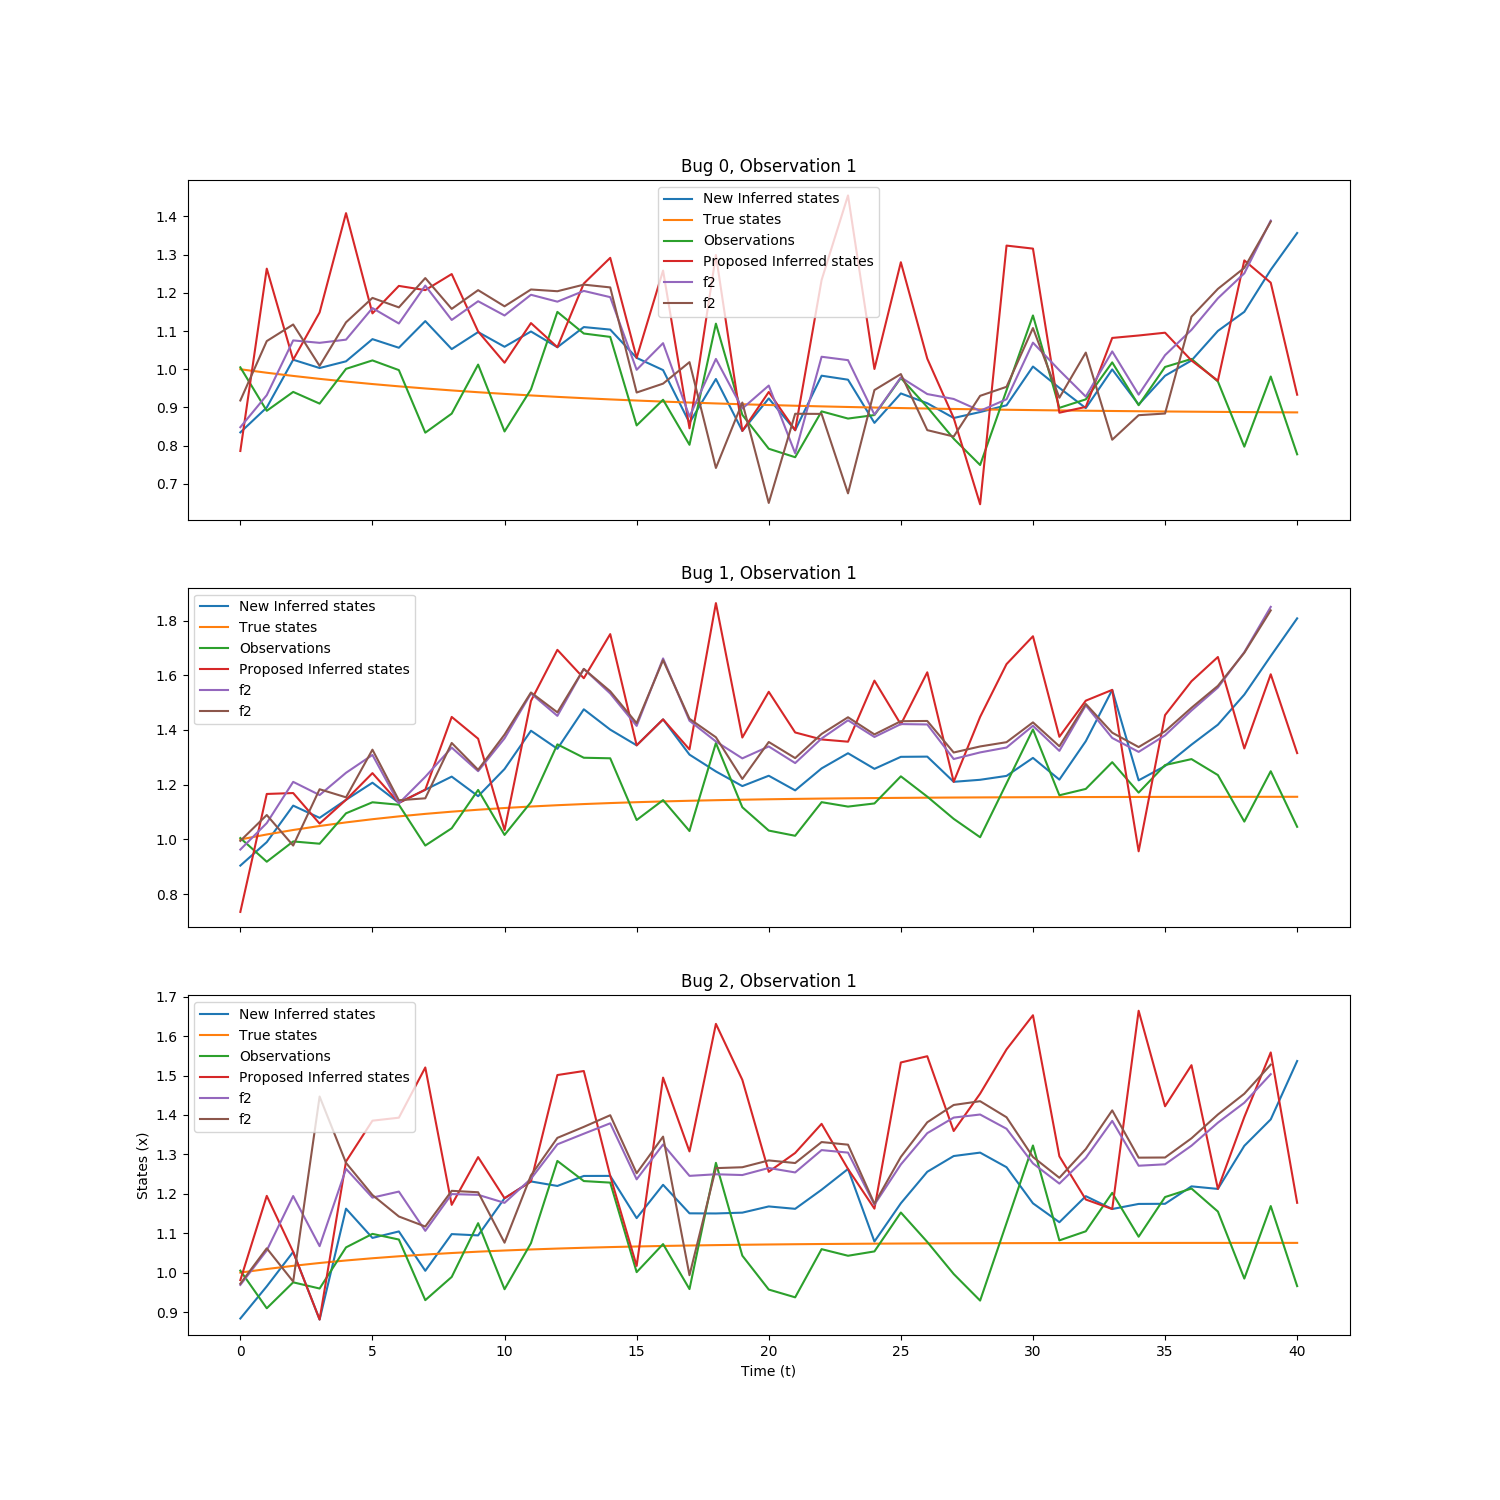 Bug 0, Observation 1
New Inferred states
True states
Observations
Proposed Inferred states
f2
f2
1.4
1.3
1.2
1.1
1.0
0.9
0.8
0.7
Bug 1, Observation 1
New Inferred states
True states
Observations
Proposed Inferred states
f2
f2
1.8
1.6
1.4
1.2
1.0
0.8
Bug 2, Observation 1
New Inferred states
True states
Observations
Proposed Inferred states
f2
f2
1.7
1.6
1.5
1.4
1.3
1.2
1.1
1.0
0.9
States (x)
0 5 10 15 20 25 30 35 40
Time (t)